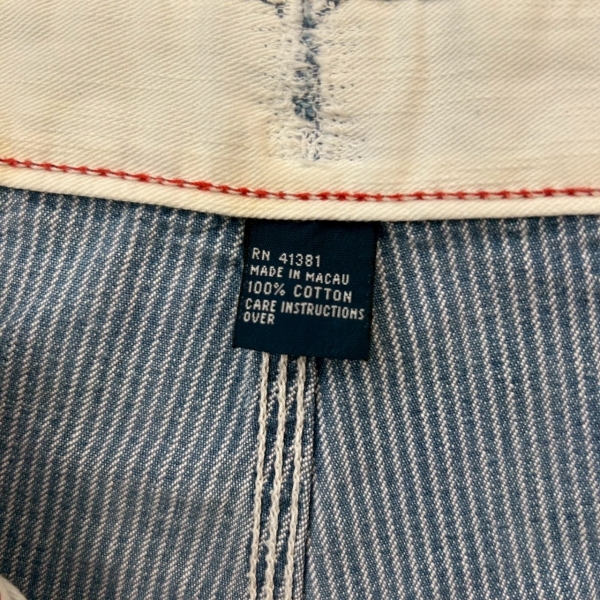 RN 41381
MADE IN MACAU
100% COTTON
CARE INSTRUCTIONS
OVER